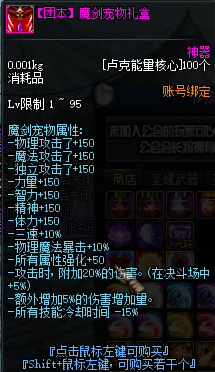 【团本】魔剑宠物礼盒
神器
0.001kg [卢克能量核心]100个
消耗品 账号绑定
Lv限制 1 ~ 95
魔剑宠物属性:
-物理攻击力+150
-魔法攻击力+150
-独立攻击力+150
-力量+150
-智力+150
-精神+150
-体力+150
-三速+10%
-物理魔法暴击+10%
-所有属性强化+50
-攻击时，附加20%的伤害。(在决斗场中+5%)
-额外增加5%的伤害增加量。
-所有技能冷却时间 -15%
『点击鼠标左键可购买』
『Shift+鼠标左键可购买若干个』